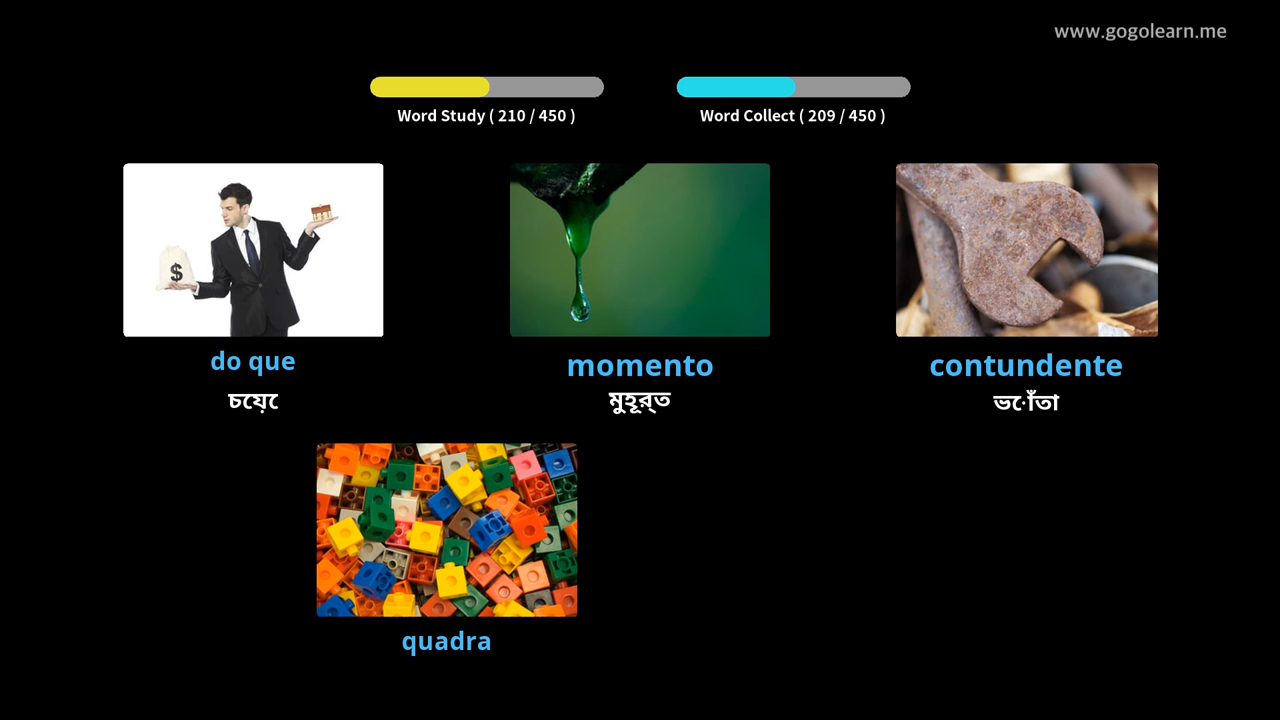 www.gogolearn.me
Word Study ( 210 / 450 )
Word Collect ( 209 / 450 )
do que
চেয়ে
momento
মুহূর্ত
contundente
ভোঁতা
$
quadra